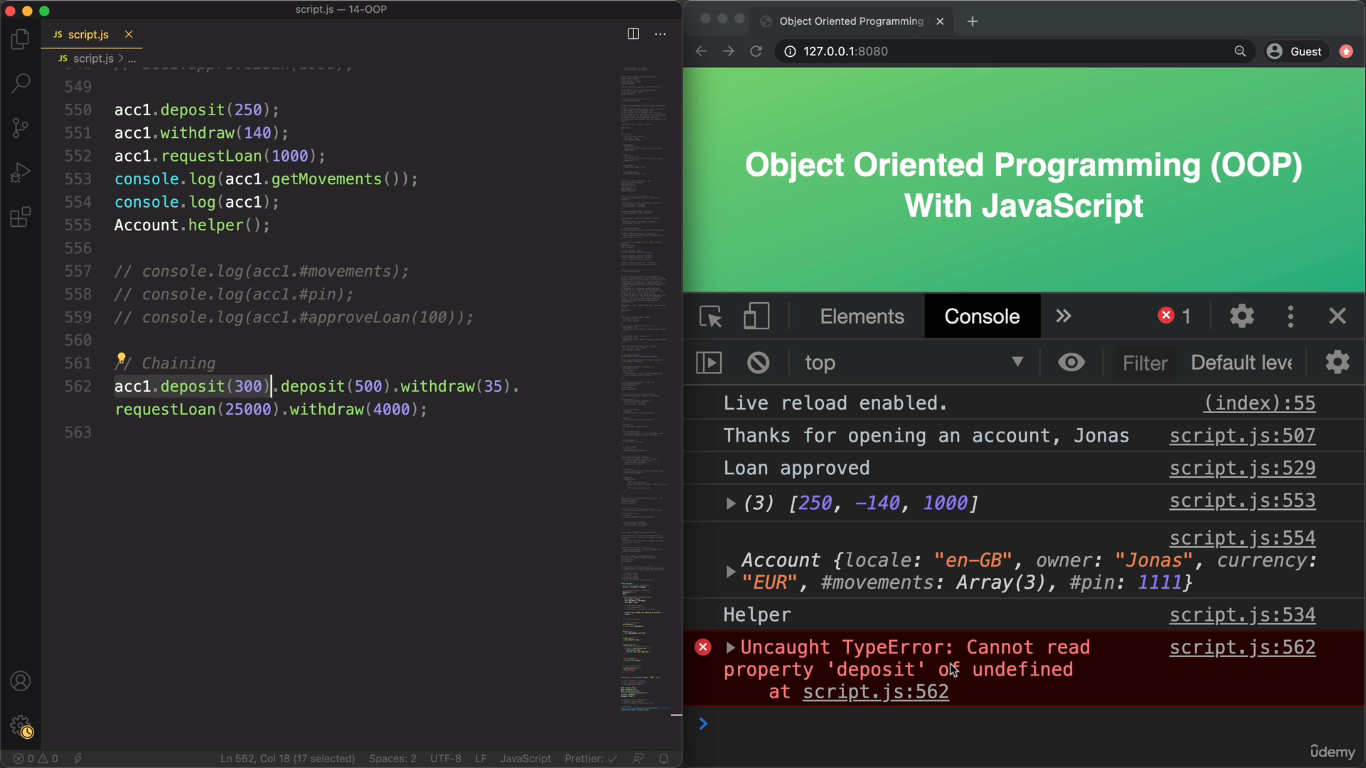 script.js — 14-OOP
JS script.js ×
JS script.js > ...
549
550 acc1.deposit(250);
551 acc1.withdraw(140);
552 acc1.requestLoan(1000);
553 console.log(acc1.getMovements());
554 console.log(acc1);
555 Account.helper();
556
557 // console.log(acc1.#movements);
558 // console.log(acc1.#pin);
559 // console.log(acc1.#approveLoan(100));
560
561 // Chaining
562 acc1.deposit(300).deposit(500).withdraw(35).
requestLoan(25000).withdraw(4000);
563
0 0 Ln 562, Col 18 (17 selected) Spaces: 2 UTF-8 LF JavaScript Prettier: ✓
Object Oriented Programming × +
127.0.0.1:8080 Guest
Object Oriented Programming (OOP)
With JavaScript
Elements Console » 1
top Filter Default leve
Live reload enabled. (index):55
Thanks for opening an account, Jonas script.js:507
Loan approved script.js:529
(3) [250, -140, 1000] script.js:553
script.js:554
Account {locale: "en-GB", owner: "Jonas", currency:
"EUR", #movements: Array(3), #pin: 1111}
Helper script.js:534
Uncaught TypeError: Cannot read script.js:562
property 'deposit' of undefined
at script.js:562
ûdemy